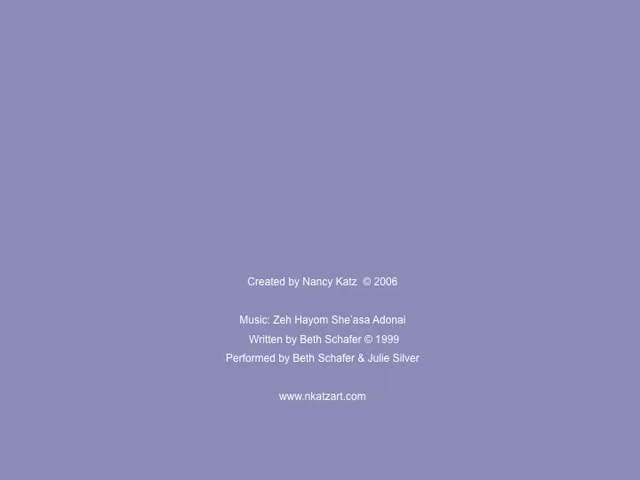 Created by Nancy Katz © 2006
Music: Zeh Hayom She'asa Adonai
Written by Beth Schafer © 1999
Performed by Beth Schafer & Julie Silver
www.nkatzart.com